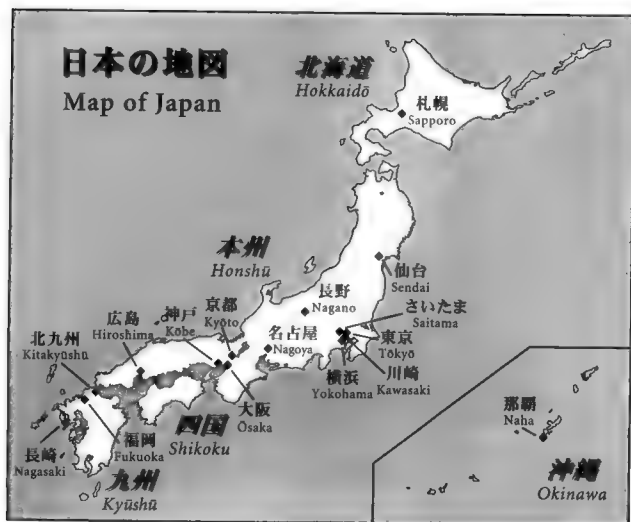 日本の地図
Map of Japan
北海道
Hokkaidō
札幌
Sapporo
本州
Honshū
仙台
Sendai
長野
Nagano
さいたま
Saitama
京都
Kyōto
神戸
Kōbe
広島
Hiroshima
北九州
Kitakyūshū
名古屋
Nagoya
東京
Tōkyō
横浜
Yokohama
川崎
Kawasaki
大阪
Ōsaka
四国
Shikoku
福岡
Fukuoka
長崎
Nagasaki
九州
Kyūshū
那覇
Naha
沖縄
Okinawa